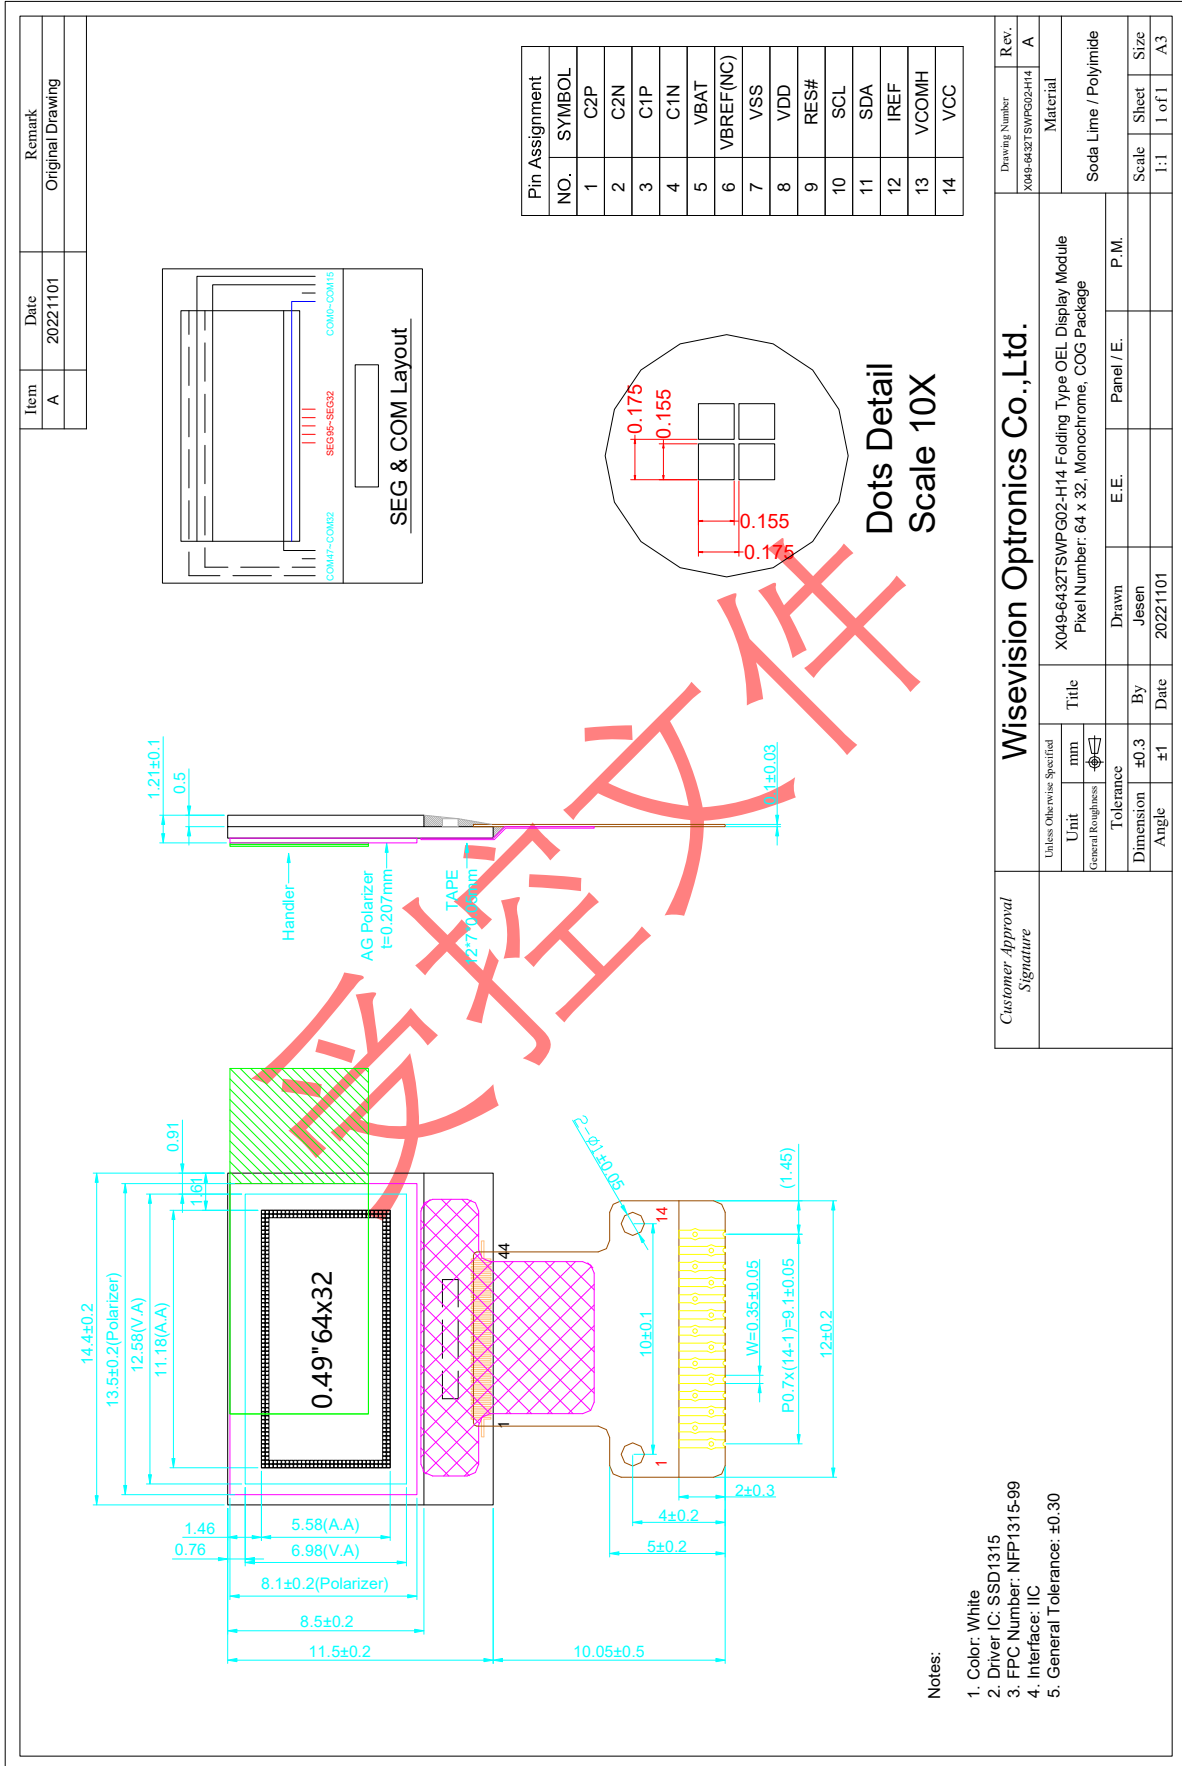 Item Date Remark
A 20221101 Original Drawing
14.4±0.2
13.5±0.2(Polarizer)
12.58(V.A)
11.18(A.A)
0.91
1.61
0.49"64x32
1.46
0.76
5.58(A.A)
6.98(V.A)
8.1±0.2(Polarizer)
8.5±0.2
11.5±0.2
10.05±0.5
1 44
2-Ø1±0.05
10±0.1
1 14
W=0.35±0.05
P0.7x(14-1)=9.1±0.05
(1.45)
12±0.2
2±0.3
4±0.2
5±0.2
1.21±0.1
0.5
Handler
AG Polarizer
t=0.207mm
TAPE
12*7*0.05mm
0.1±0.03
COM47~COM32 SEG95~SEG32 COM0~COM15
SEG & COM Layout
0.175
0.155
0.155
0.175
Dots Detail
Scale 10X
Pin Assignment
NO. SYMBOL
1 C2P
2 C2N
3 C1P
4 C1N
5 VBAT
6 VBREF(NC)
7 VSS
8 VDD
9 RES#
10 SCL
11 SDA
12 IREF
13 VCOMH
14 VCC
受控文件
Notes:
1. Color: White
2. Driver IC: SSD1315
3. FPC Number: NFP1315-99
4. Interface: IIC
5. General Tolerance: ±0.30
Customer Approval
Signature
Wisevision Optronics Co.,Ltd.
Drawing Number Rev.
X049-6432TSWPG02-H14 A
Unless Otherwise Specified
Unit mm
General Roughness
Tolerance
Dimension ±0.3
Angle ±1
Title
X049-6432TSWPG02-H14 Folding Type OEL Display Module
Pixel Number: 64 x 32, Monochrome, COG Package
Material
Soda Lime / Polyimide
Drawn E.E. Panel / E. P.M.
By Jesen
Date 20221101
Scale Sheet Size
1:1 1 of 1 A3